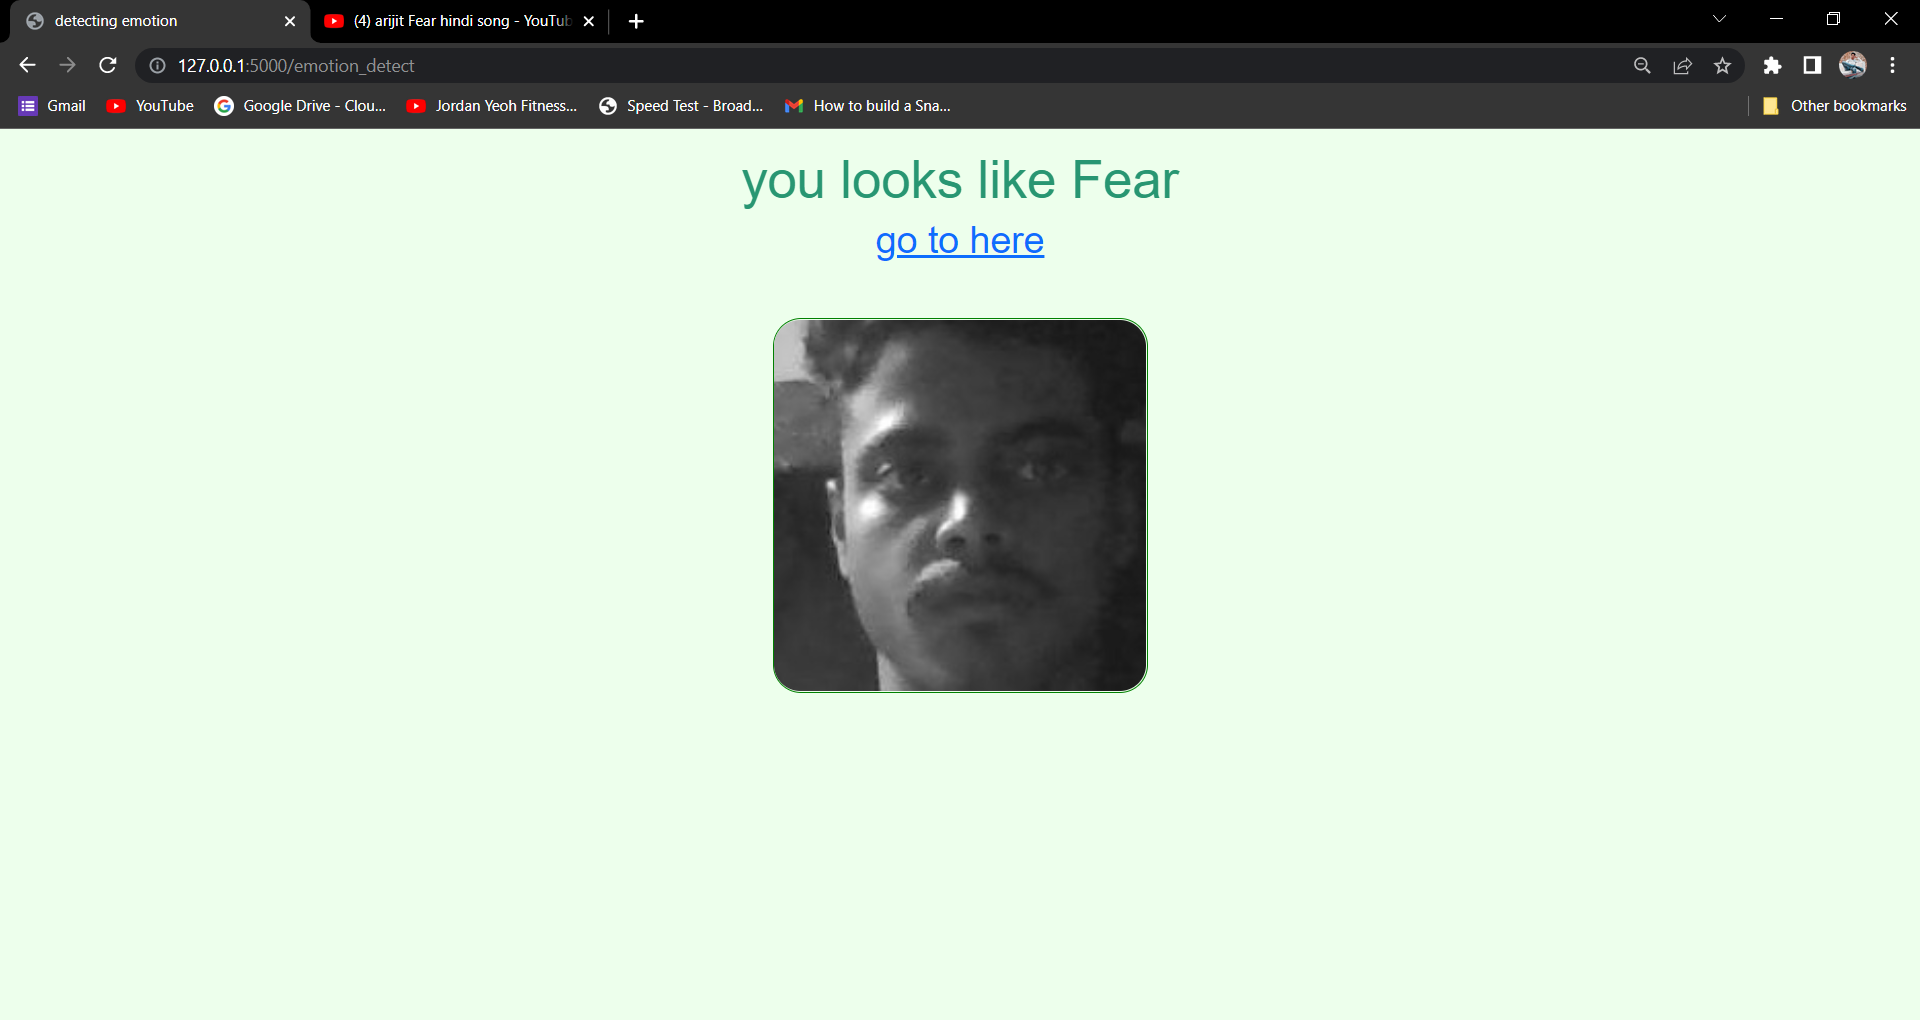 detecting emotion
(4) arijit Fear hindi song - YouTub
127.0.0.1:5000/emotion_detect
Gmail YouTube Google Drive - Clou... Jordan Yeoh Fitness... Speed Test - Broad... How to build a Sna... Other bookmarks
you looks like Fear
go to here